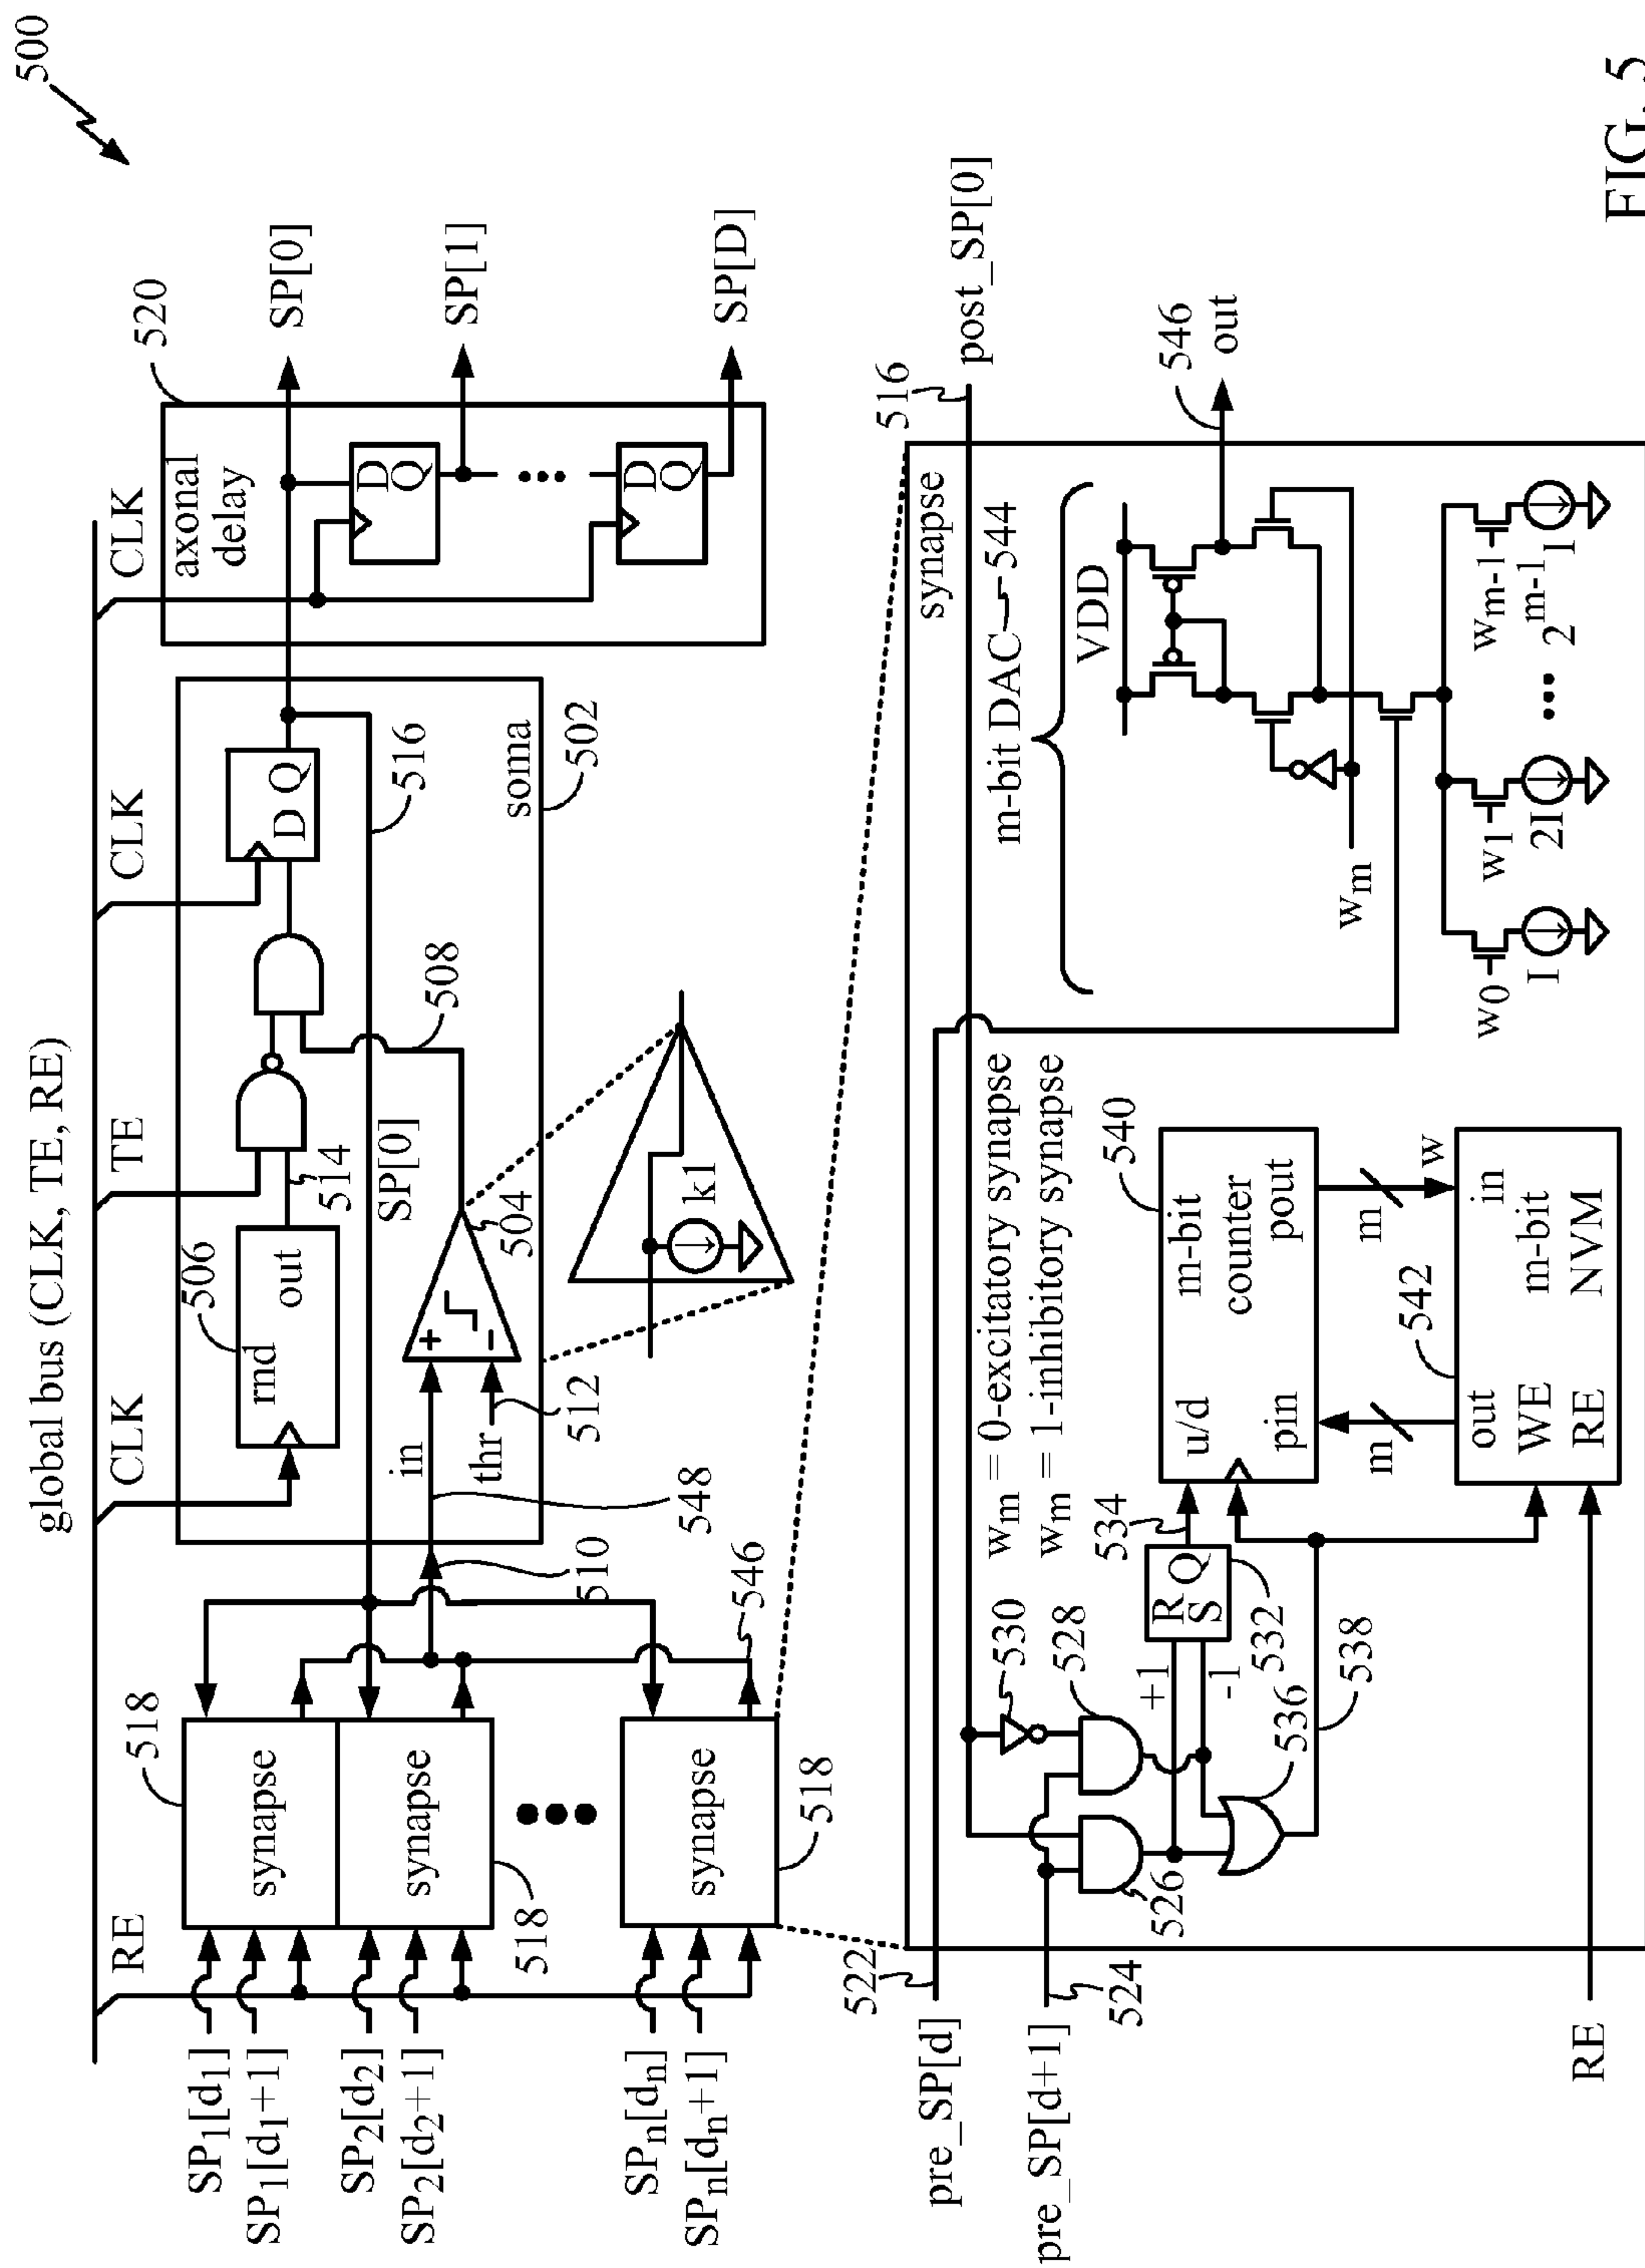 500
global bus (CLK, TE, RE)
RE
CLK
TE
CLK
CLK
SP1[d1]
SP1[d1+1]
SP2[d2]
SP2[d2+1]
SPn[dn]
SPn[dn+1]
518
synapse
synapse
518
synapse
518
546
510
548
in
thr
512
506
rnd
out
514
SP[0]
504
508
516
soma
502
k1
axonal
delay
520
D
Q
D
Q
D
Q
SP[0]
SP[1]
SP[D]
pre_SP[d]
522
pre_SP[d+1]
524
RE
synapse
516
post_SP[0]
wm = 0-excitatory synapse
wm = 1-inhibitory synapse
530
528
526
+1
-1
R
S
Q
532
534
536
538
540
u/d
m-bit
counter
pin
pout
m
m
w
542
out
in
WE
m-bit
RE
NVM
m-bit DAC
544
VDD
wm
546
out
w0
I
w1
2I
wm-1
2m-1I
FIG. 5